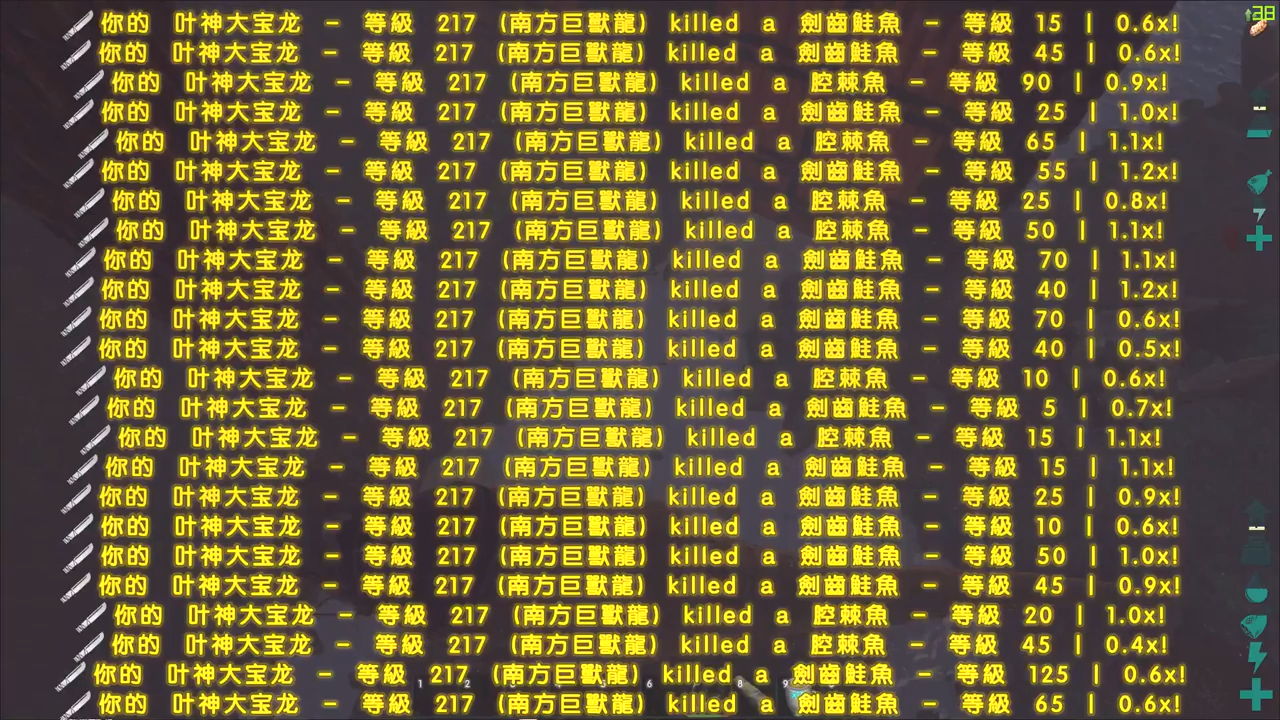 你的 叶神大宝龙 - 等級 217 (南方巨獸龍) killed a 劍齒鮭魚 - 等級 15 | 0.6x!
你的 叶神大宝龙 - 等級 217 (南方巨獸龍) killed a 劍齒鮭魚 - 等級 45 | 0.6x!
你的 叶神大宝龙 - 等級 217 (南方巨獸龍) killed a 腔棘魚 - 等級 90 | 0.9x!
你的 叶神大宝龙 - 等級 217 (南方巨獸龍) killed a 劍齒鮭魚 - 等級 25 | 1.0x!
你的 叶神大宝龙 - 等級 217 (南方巨獸龍) killed a 腔棘魚 - 等級 65 | 1.1x!
你的 叶神大宝龙 - 等級 217 (南方巨獸龍) killed a 劍齒鮭魚 - 等級 55 | 1.2x!
你的 叶神大宝龙 - 等級 217 (南方巨獸龍) killed a 腔棘魚 - 等級 25 | 0.8x!
你的 叶神大宝龙 - 等級 217 (南方巨獸龍) killed a 腔棘魚 - 等級 50 | 1.1x!
你的 叶神大宝龙 - 等級 217 (南方巨獸龍) killed a 劍齒鮭魚 - 等級 70 | 1.1x!
你的 叶神大宝龙 - 等級 217 (南方巨獸龍) killed a 劍齒鮭魚 - 等級 40 | 1.2x!
你的 叶神大宝龙 - 等級 217 (南方巨獸龍) killed a 劍齒鮭魚 - 等級 70 | 0.6x!
你的 叶神大宝龙 - 等級 217 (南方巨獸龍) killed a 劍齒鮭魚 - 等級 40 | 0.5x!
你的 叶神大宝龙 - 等級 217 (南方巨獸龍) killed a 腔棘魚 - 等級 10 | 0.6x!
你的 叶神大宝龙 - 等級 217 (南方巨獸龍) killed a 劍齒鮭魚 - 等級 5 | 0.7x!
你的 叶神大宝龙 - 等級 217 (南方巨獸龍) killed a 腔棘魚 - 等級 15 | 1.1x!
你的 叶神大宝龙 - 等級 217 (南方巨獸龍) killed a 劍齒鮭魚 - 等級 15 | 1.1x!
你的 叶神大宝龙 - 等級 217 (南方巨獸龍) killed a 劍齒鮭魚 - 等級 25 | 0.9x!
你的 叶神大宝龙 - 等級 217 (南方巨獸龍) killed a 劍齒鮭魚 - 等級 10 | 0.6x!
你的 叶神大宝龙 - 等級 217 (南方巨獸龍) killed a 劍齒鮭魚 - 等級 50 | 1.0x!
你的 叶神大宝龙 - 等級 217 (南方巨獸龍) killed a 劍齒鮭魚 - 等級 45 | 0.9x!
你的 叶神大宝龙 - 等級 217 (南方巨獸龍) killed a 腔棘魚 - 等級 20 | 1.0x!
你的 叶神大宝龙 - 等級 217 (南方巨獸龍) killed a 腔棘魚 - 等級 45 | 0.4x!
你的 叶神大宝龙 - 等級 217 (南方巨獸龍) killed a 劍齒鮭魚 - 等級 125 | 0.6x!
你的 叶神大宝龙 - 等級 217 (南方巨獸龍) killed a 劍齒鮭魚 - 等級 65 | 0.6x!